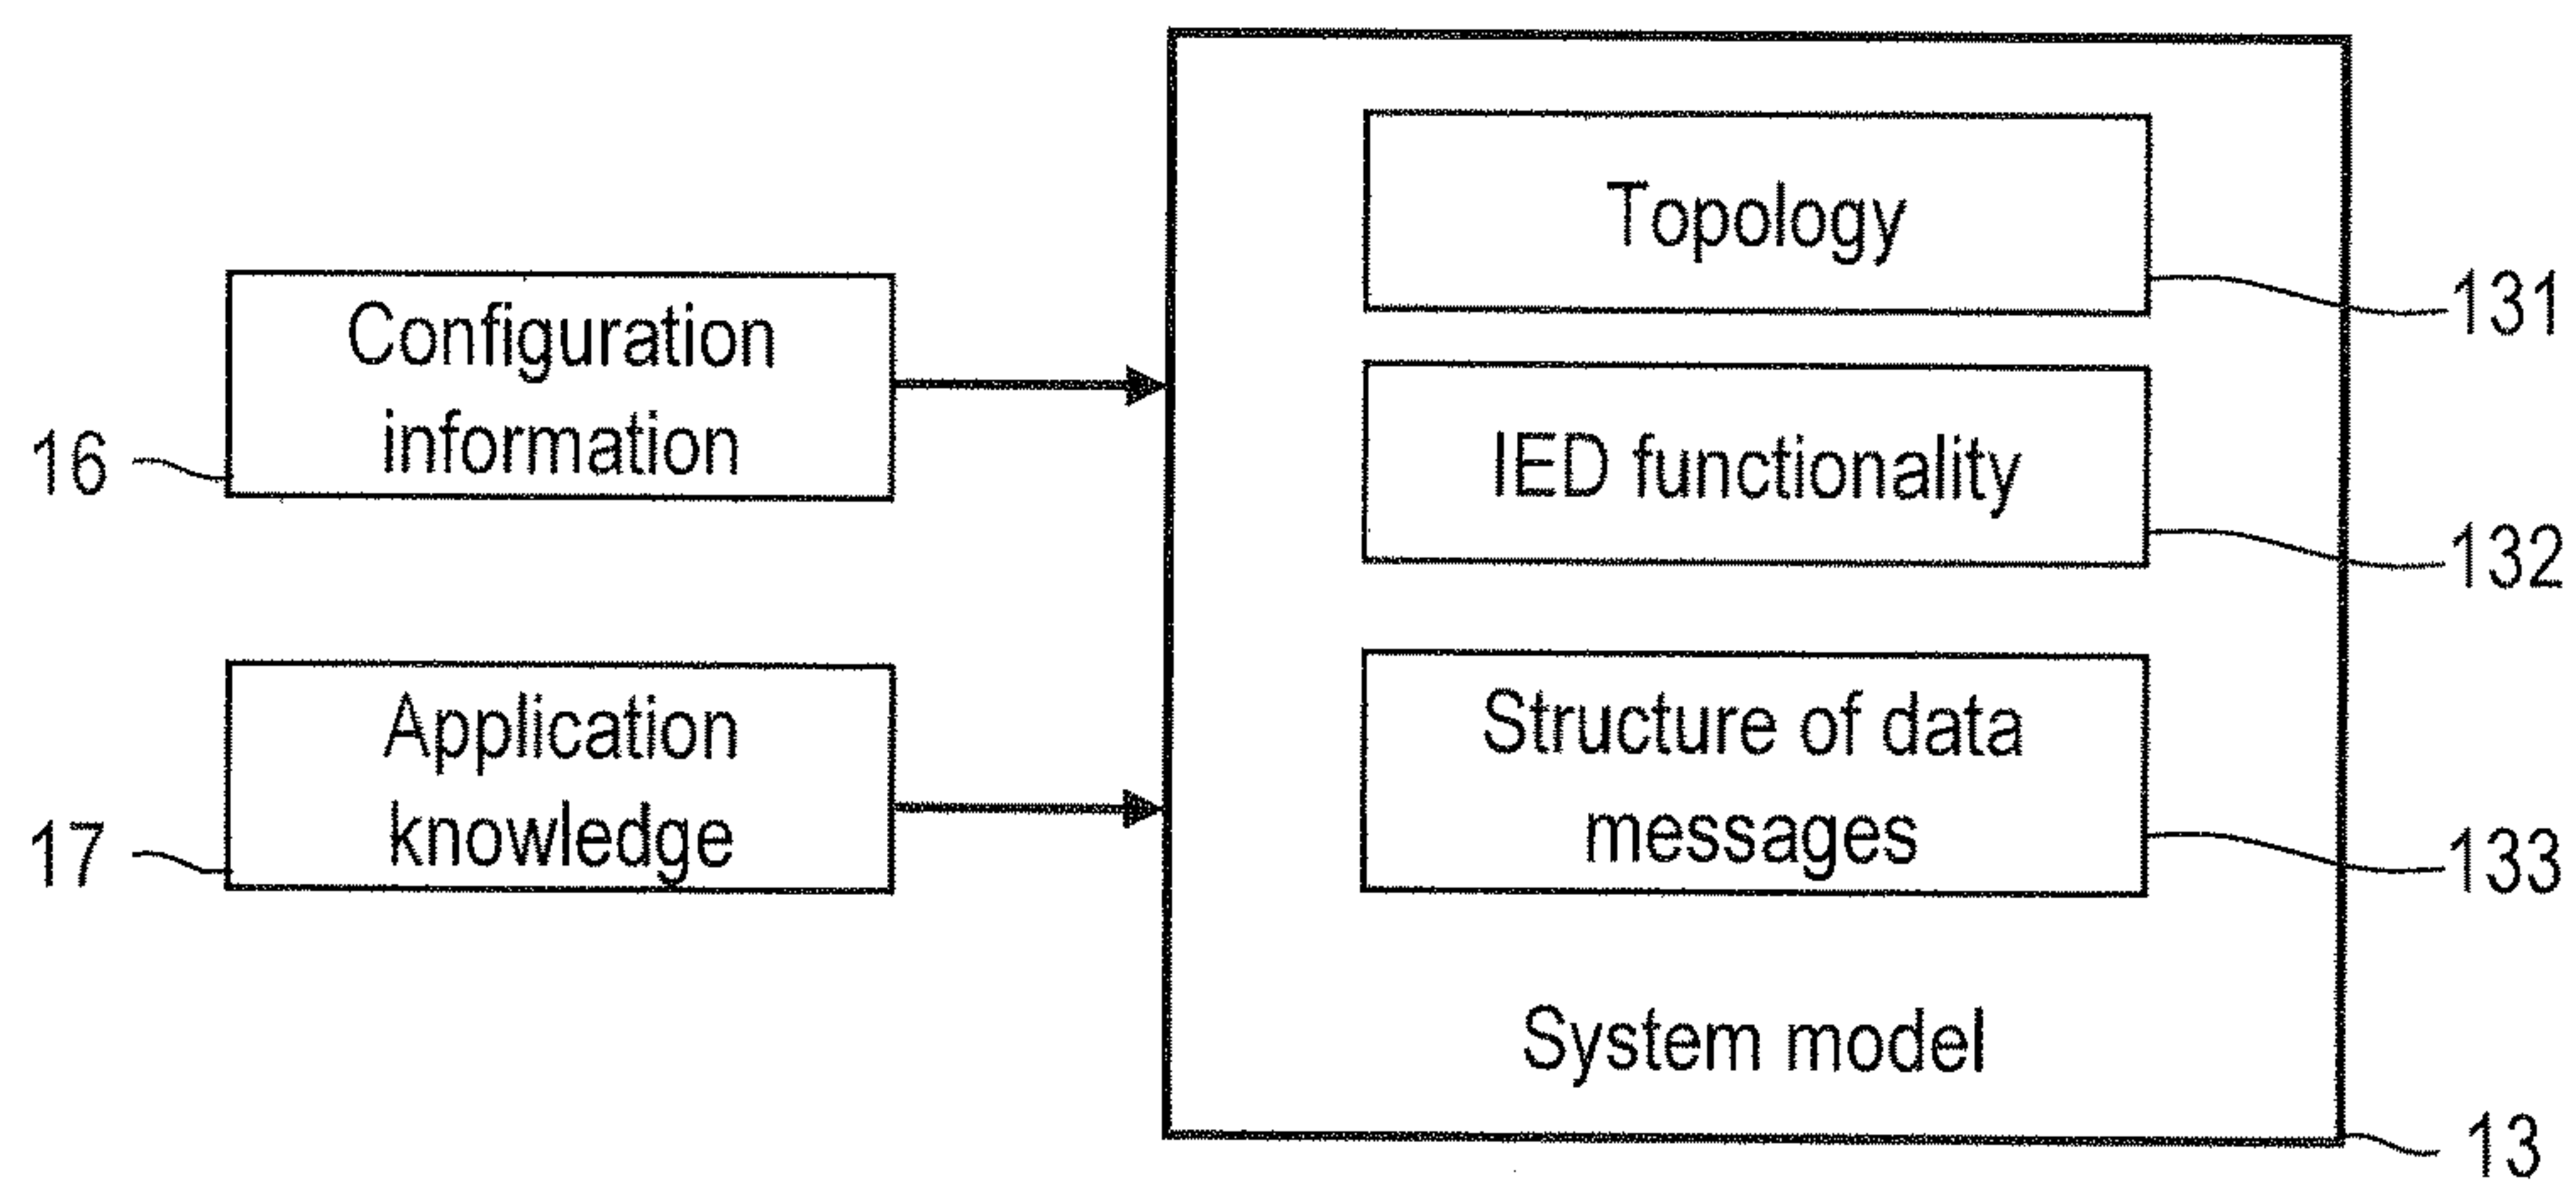 Configuration
information
16
Application
knowledge
17
Topology
131
IED functionality
132
Structure of data
messages
133
System model
13